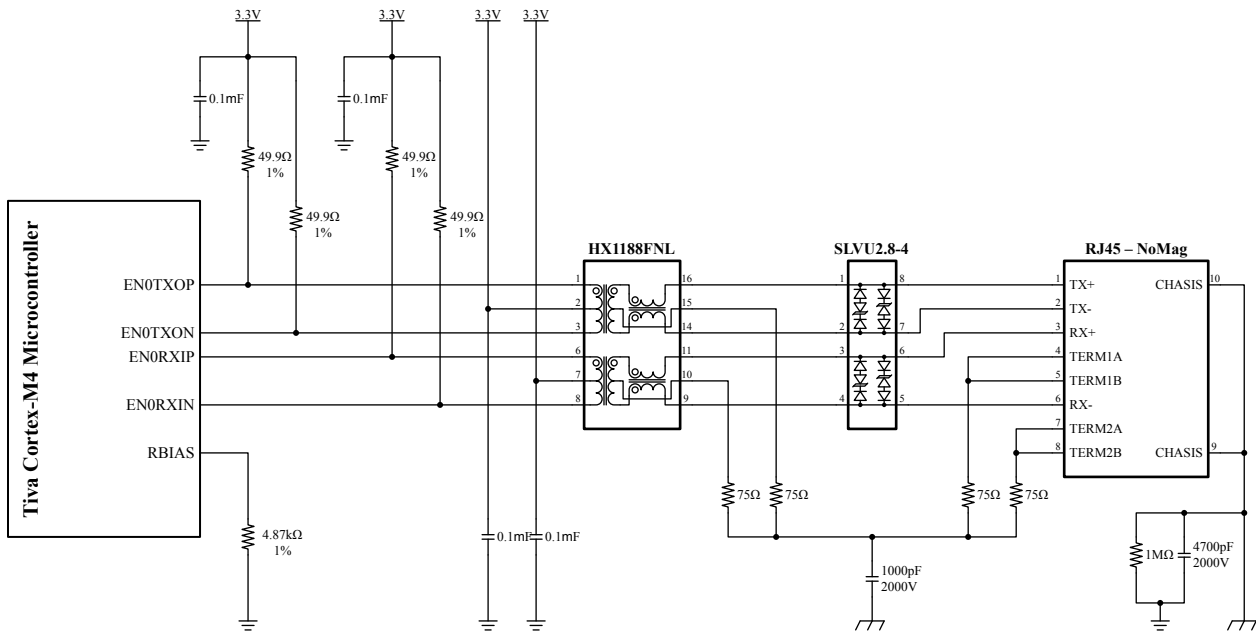 3.3V 3.3V 3.3V 3.3V
0.1mF 0.1mF
49.9Ω
1%
49.9Ω
1%
49.9Ω
1%
49.9Ω
1%
Tiva Cortex-M4 Microcontroller
EN0TXOP
EN0TXON
EN0RXIP
EN0RXIN
RBIAS
4.87kΩ
1%
0.1mF 0.1mF
HX1188FNL
1 16
2 15
3 14
6 11
7 10
8 9
SLVU2.8-4
1 8
2 7
3 6
4 5
RJ45 – NoMag
1 TX+ CHASIS 10
2 TX-
3 RX+
4 TERM1A
5 TERM1B
6 RX-
7 TERM2A
8 TERM2B CHASIS 9
75Ω 75Ω 75Ω 75Ω
1000pF
2000V
1MΩ
4700pF
2000V